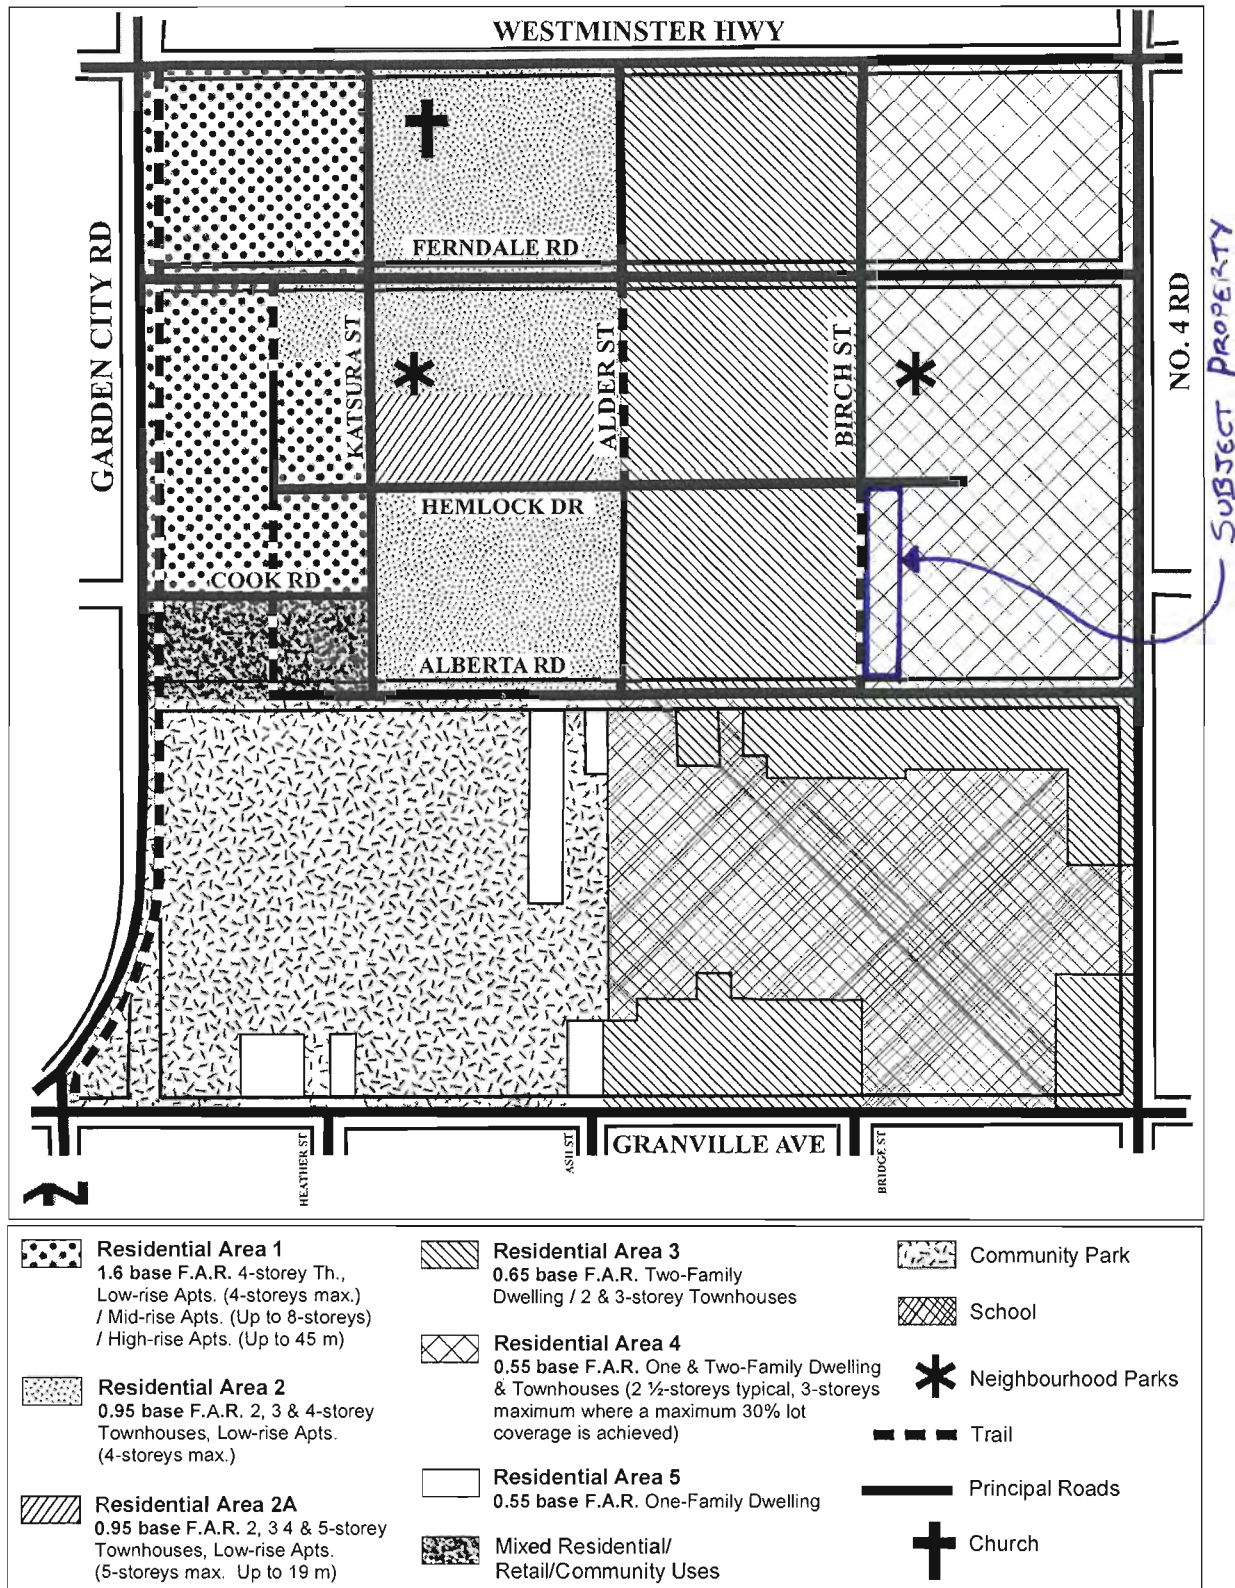 WESTMINSTER HWY
GARDEN CITY RD
FERNDALE RD
KATSURA ST
ALDER ST
BIRCH ST
NO. 4 RD
SUBJECT PROPERTY
HEMLOCK DR
COOK RD
ALBERTA RD
HEATHER ST
ASH ST
GRANVILLE AVE
BRIDGE ST
Residential Area 1
1.6 base F.A.R. 4-storey Th.,
Low-rise Apts. (4-storeys max.)
/ Mid-rise Apts. (Up to 8-storeys)
/ High-rise Apts. (Up to 45 m)
Residential Area 2
0.95 base F.A.R. 2, 3 & 4-storey
Townhouses, Low-rise Apts.
(4-storeys max.)
Residential Area 2A
0.95 base F.A.R. 2, 3 4 & 5-storey
Townhouses, Low-rise Apts.
(5-storeys max. Up to 19 m)
Residential Area 3
0.65 base F.A.R. Two-Family
Dwelling / 2 & 3-storey Townhouses
Residential Area 4
0.55 base F.A.R. One & Two-Family Dwelling
& Townhouses (2 ½-storeys typical, 3-storeys
maximum where a maximum 30% lot
coverage is achieved)
Residential Area 5
0.55 base F.A.R. One-Family Dwelling
Mixed Residential/
Retail/Community Uses
Community Park
School
Neighbourhood Parks
Trail
Principal Roads
Church